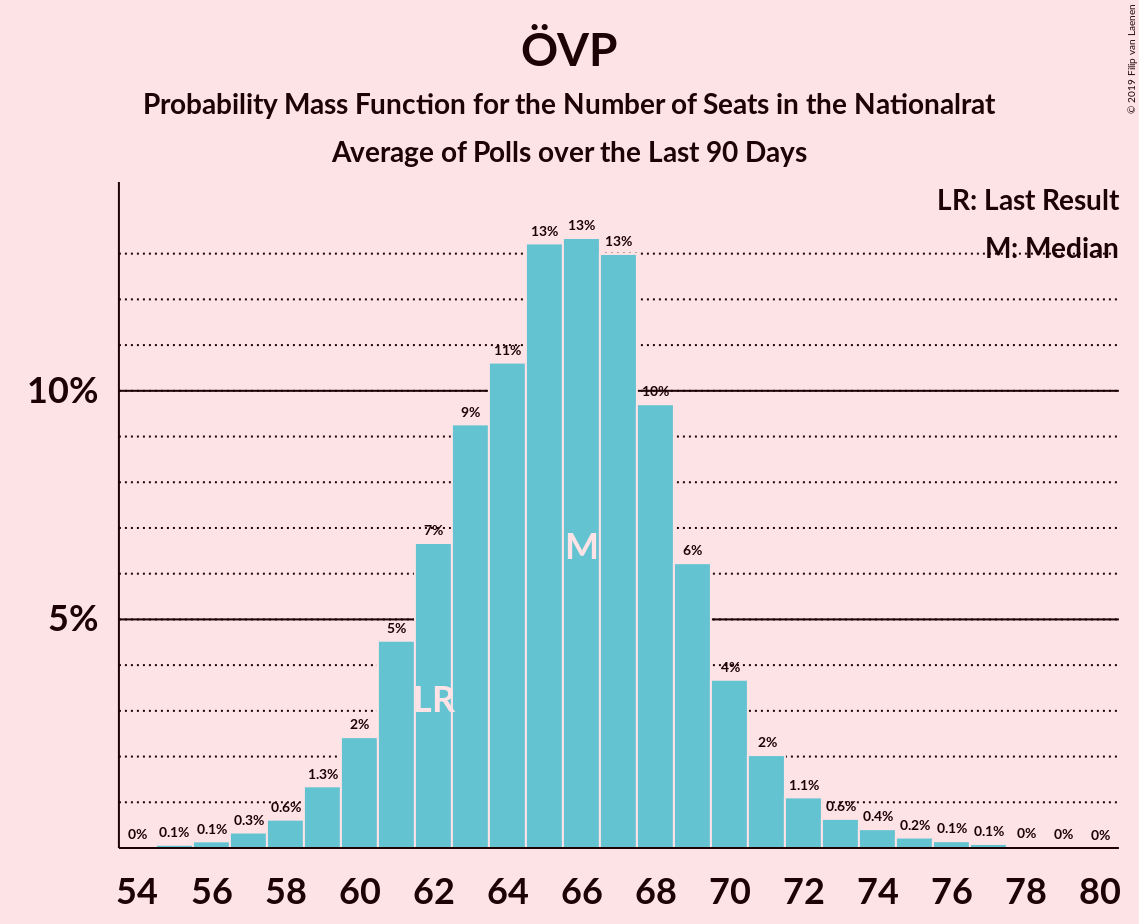 ÖVP
Probability Mass Function for the Number of Seats in the Nationalrat
Average of Polls over the Last 90 Days
© 2019 Filip van Laenen
LR: Last Result
M: Median
10%
5%
0% 0.1% 0.1% 0.3% 0.6% 1.3% 2% 5% 7% 9% 11% 13% 13% 13% 10% 6% 4% 2% 1.1% 0.6% 0.4% 0.2% 0.1% 0.1% 0% 0% 0%
LR
M
54 56 58 60 62 64 66 68 70 72 74 76 78 80